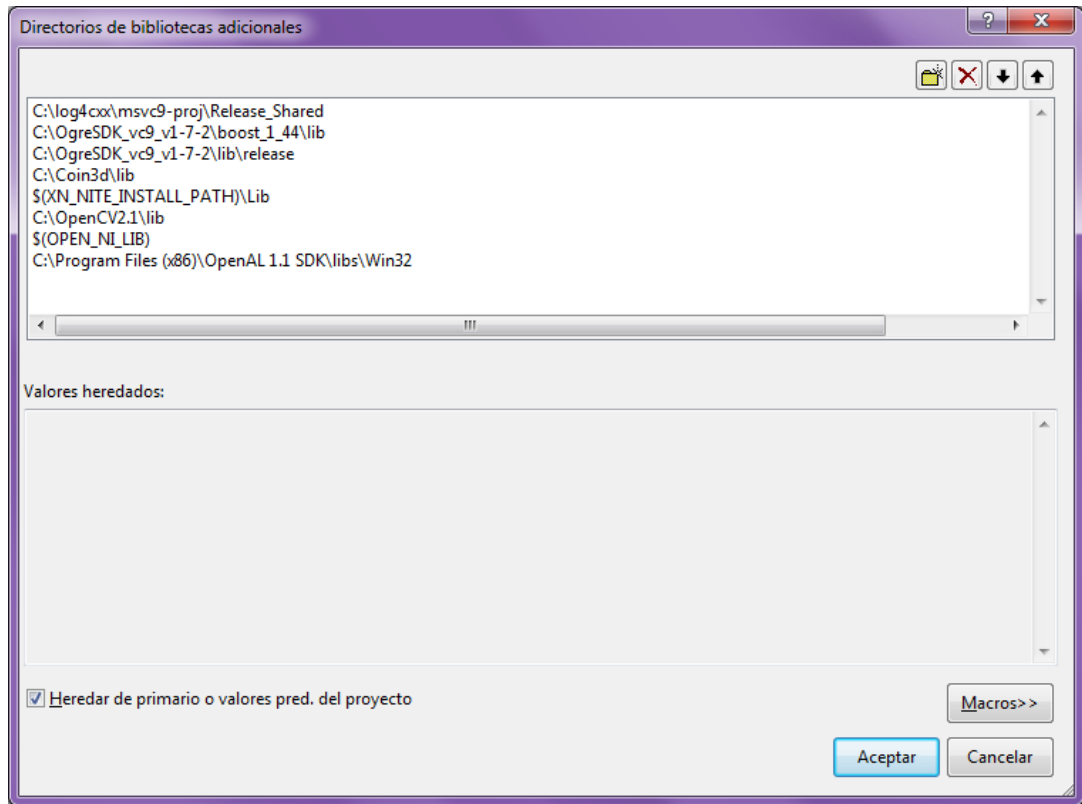 Directorios de bibliotecas adicionales
C:\log4cxx\msvc9-proj\Release_Shared
C:\OgreSDK_vc9_v1-7-2\boost_1_44\lib
C:\OgreSDK_vc9_v1-7-2\lib\release
C:\Coin3d\lib
$(XN_NITE_INSTALL_PATH)\Lib
C:\OpenCV2.1\lib
$(OPEN_NI_LIB)
C:\Program Files (x86)\OpenAL 1.1 SDK\libs\Win32
Valores heredados:
Heredar de primario o valores pred. del proyecto
Macros>>
Aceptar Cancelar